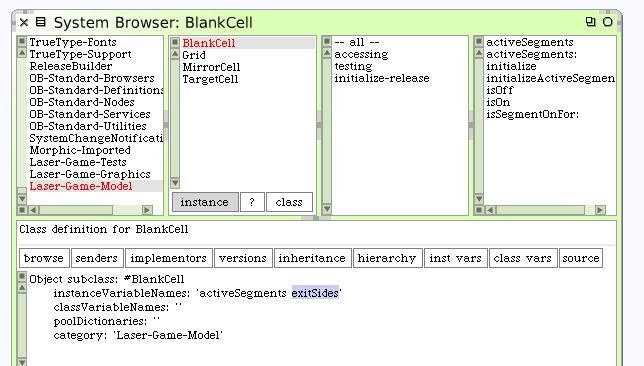 System Browser: BlankCell
TrueType-Fonts
TrueType-Support
ReleaseBuilder
OB-Standard-Browsers
OB-Standard-Definitions
OB-Standard-Nodes
OB-Standard-Services
OB-Standard-Utilities
SystemChangeNotificati
Morphic-Imported
Laser-Game-Tests
Laser-Game-Graphics
Laser-Game-Model
BlankCell
Grid
MirrorCell
TargetCell
instance ? class
-- all --
accessing
testing
initialize-release
activeSegments
activeSegments:
initialize
initializeActiveSegmen
isOff
isOn
isSegmentOnFor:
Class definition for BlankCell
browse senders implementors versions inheritance hierarchy inst vars class vars source
Object subclass: #BlankCell
instanceVariableNames: 'activeSegments exitSides'
classVariableNames: ''
poolDictionaries: ''
category: 'Laser-Game-Model'